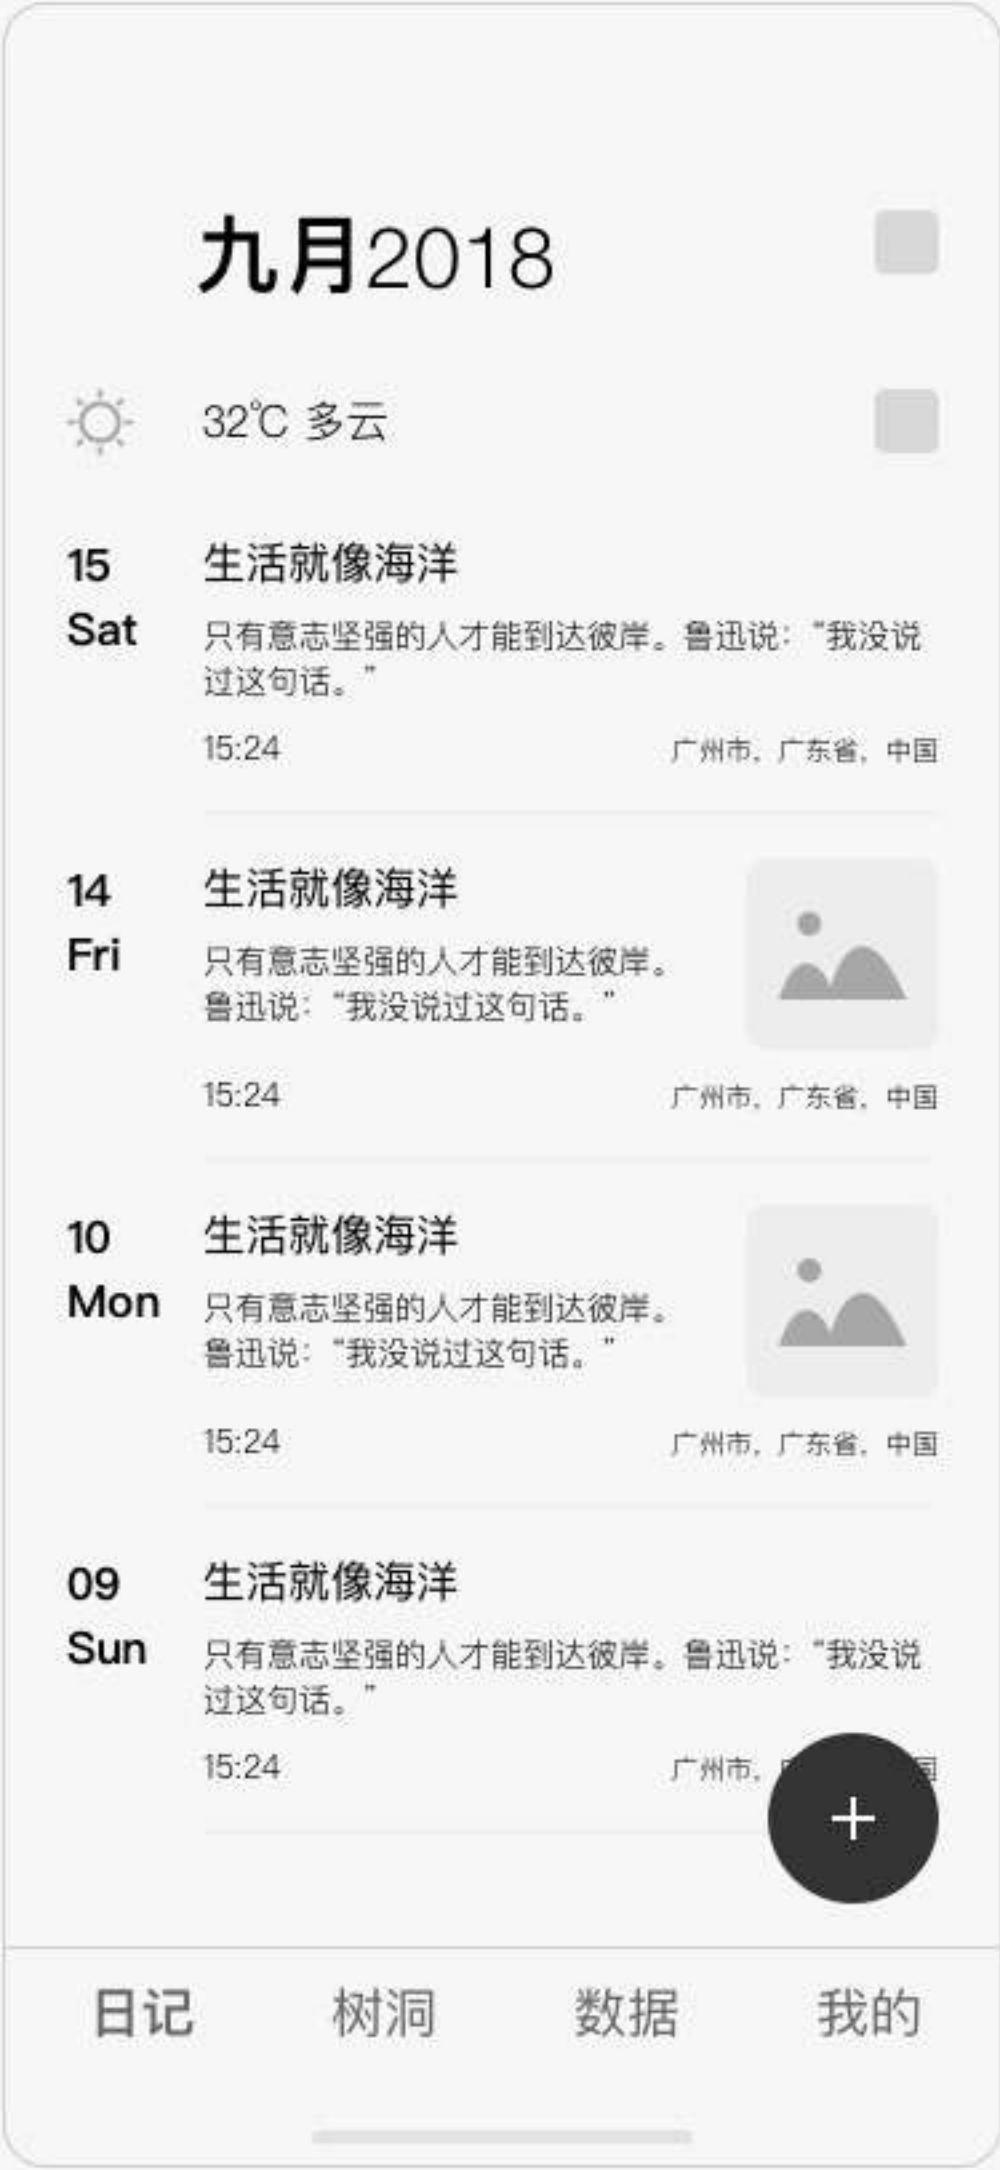 九月2018
32℃ 多云
15
Sat
生活就像海洋
只有意志坚强的人才能到达彼岸。鲁迅说：“我没说
过这句话。”
15:24 广州市，广东省，中国
14
Fri
生活就像海洋
只有意志坚强的人才能到达彼岸。
鲁迅说：“我没说过这句话。”
15:24 广州市，广东省，中国
10
Mon
生活就像海洋
只有意志坚强的人才能到达彼岸。
鲁迅说：“我没说过这句话。”
15:24 广州市，广东省，中国
09
Sun
生活就像海洋
只有意志坚强的人才能到达彼岸。鲁迅说：“我没说
过这句话。”
15:24 广州市，
+
日记 树洞 数据 我的